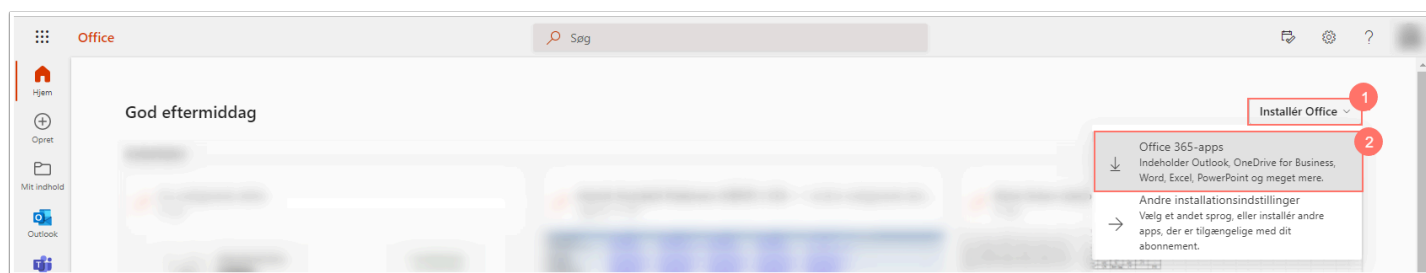 Office
Søg
?
Hjem
Opret
Mit indhold
Outlook
God eftermiddag
Installér Office
1
Office 365-apps
2
Indeholder Outlook, OneDrive for Business,
Word, Excel, PowerPoint og meget mere.
Andre installationsindstillinger
Vælg et andet sprog, eller installér andre
apps, der er tilgængelige med dit
abonnement.